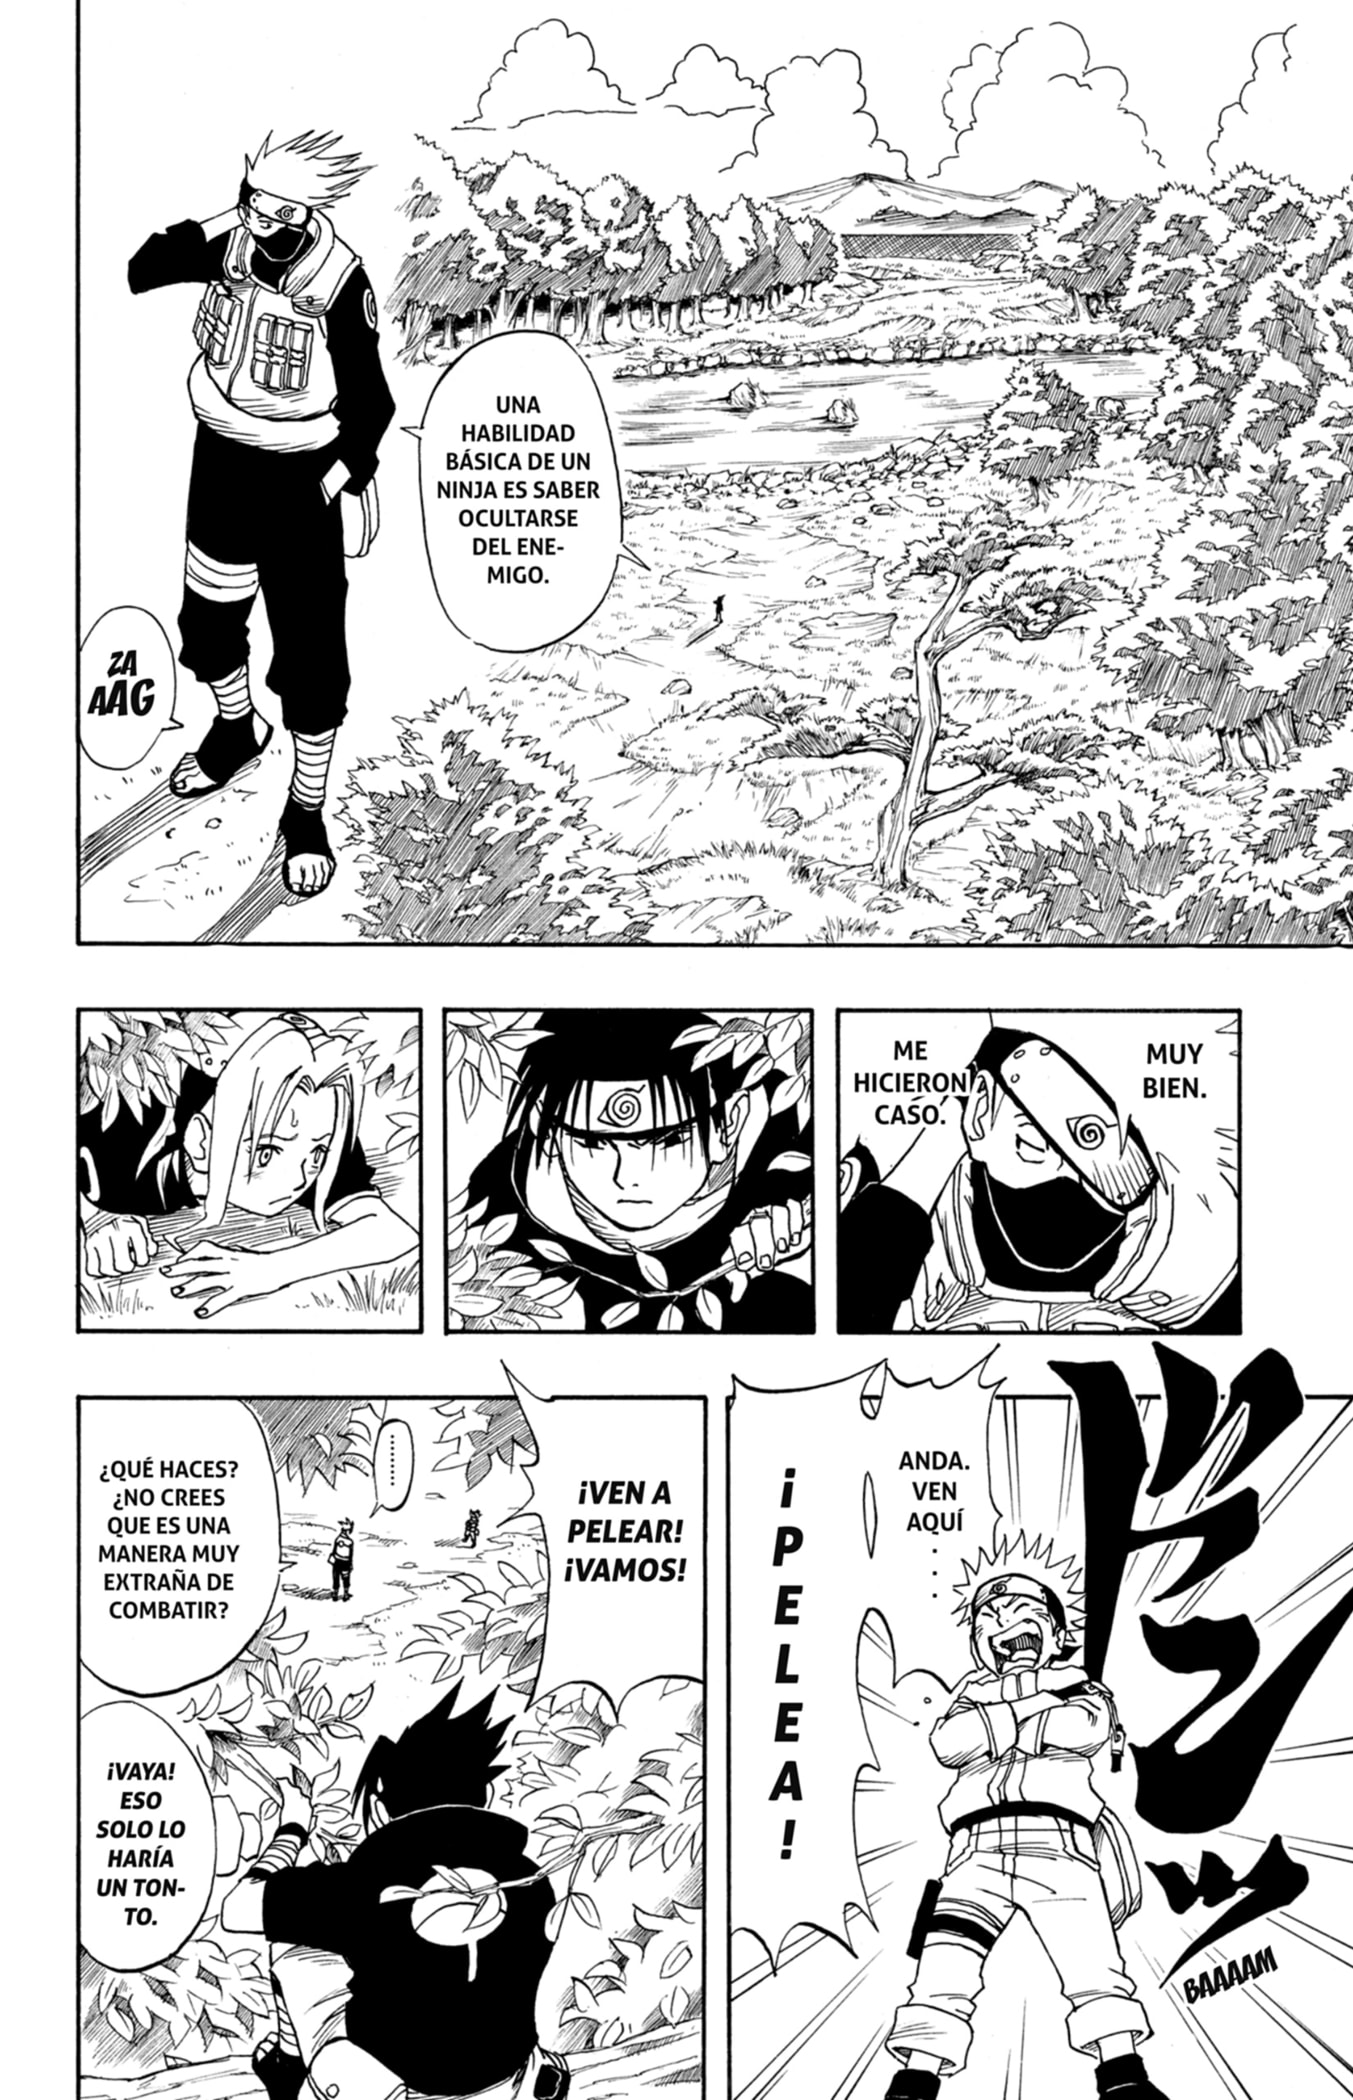 UNA
HABILIDAD
BÁSICA DE UN
NINJA ES SABER
OCULTARSE
DEL ENE-
MIGO.
ZA
AAG
MUY
BIEN.
ME
HICIERON
CASO.
ANDA.
VEN
AQUÍ
....
¡PELEA!
ドンッ
BAAAAM
¡VEN A
PELEAR!
¡VAMOS!
..........
¿QUÉ HACES?
¿NO CREES
QUE ES UNA
MANERA MUY
EXTRAÑA DE
COMBATIR?
¡VAYA!
ESO
SOLO LO
HARÍA
UN TON-
TO.